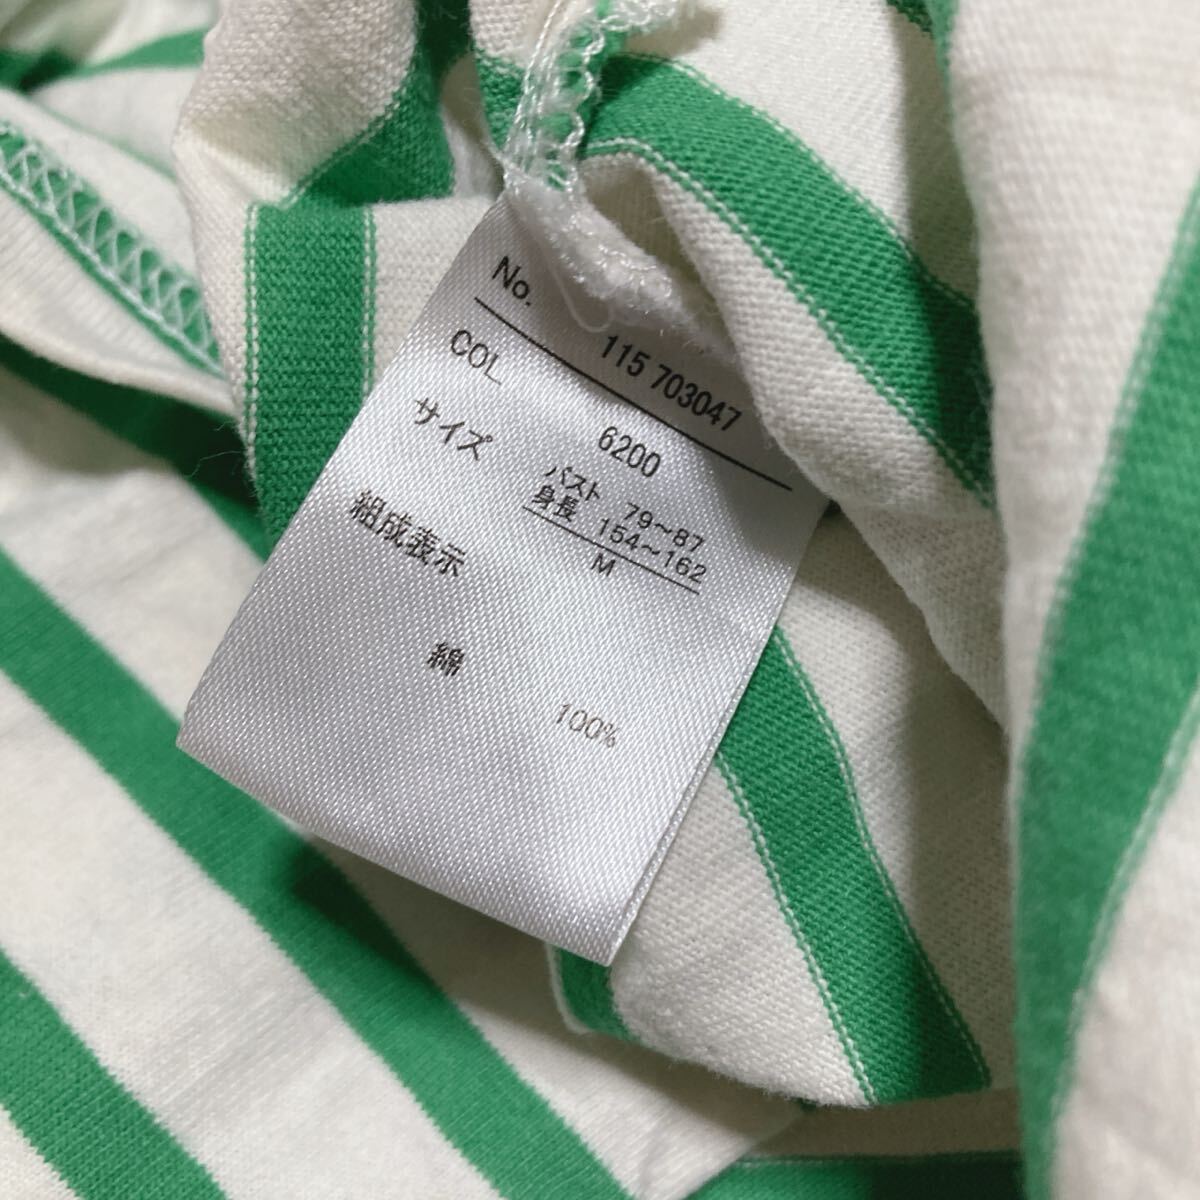 No. 115 703047
COL. 6200
サイズ バスト 79～87
身長 154～162
M
組成表示
綿 100%